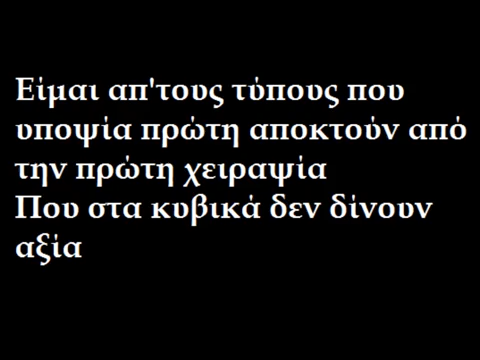 Είμαι απ'τους τύπους που
υποψία πρώτη αποκτούν από
την πρώτη χειραψία
Που στα κυβικά δεν δίνουν
αξία